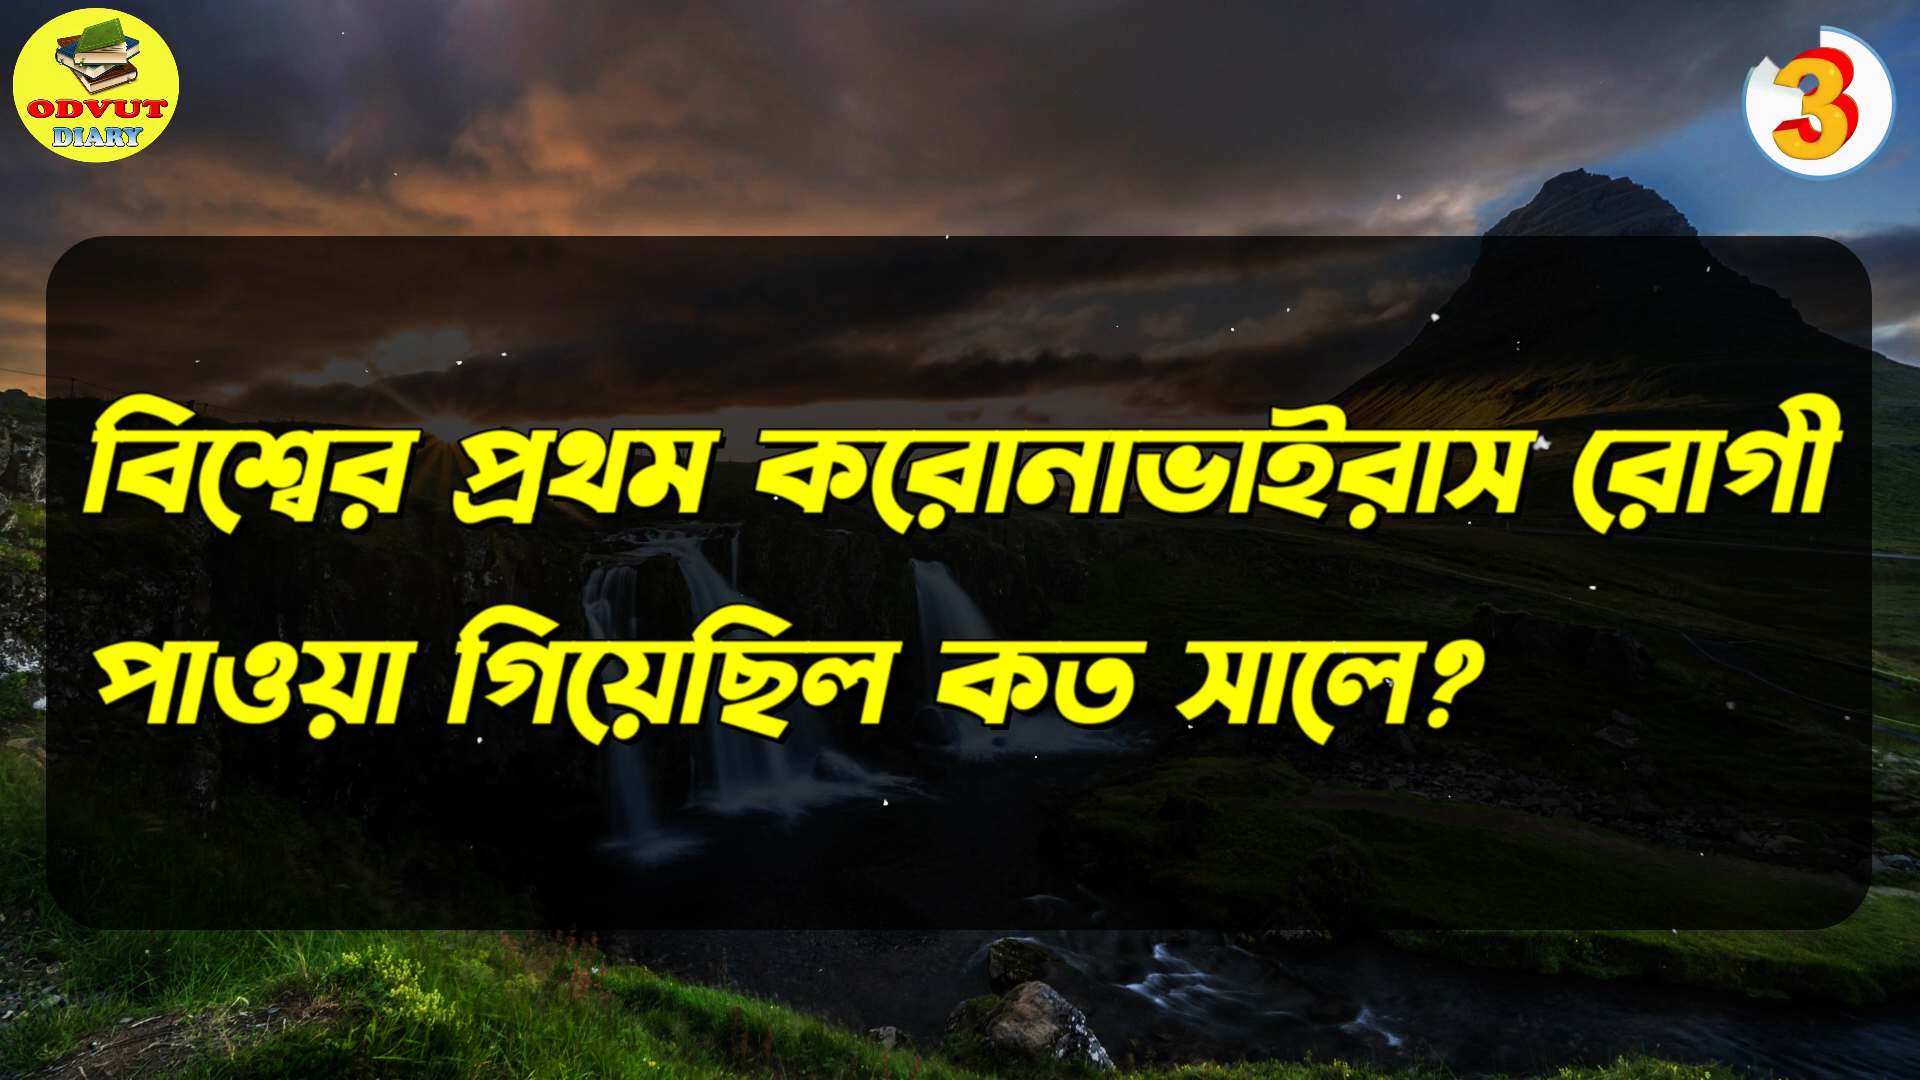 ODVUT
DIARY
3
বিশ্বের প্রথম করোনাভাইরাস রোগী
পাওয়া গিয়েছিল কত সালে?